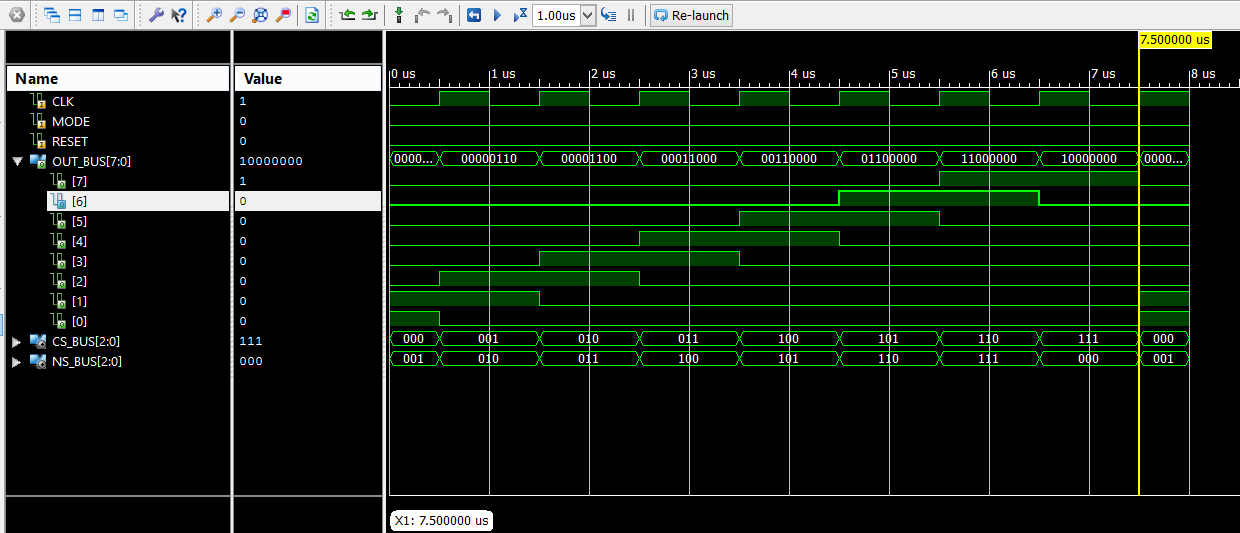 1.00us Re-launch
7.500000 us
Name Value 0 us 1 us 2 us 3 us 4 us 5 us 6 us 7 us 8 us
CLK 1
MODE 0
RESET 0
OUT_BUS[7:0] 10000000 0000... 00000110 00001100 00011000 00110000 01100000 11000000 10000000 0000...
[7] 1
[6] 0
[5] 0
[4] 0
[3] 0
[2] 0
[1] 0
[0] 0
CS_BUS[2:0] 111 000 001 010 011 100 101 110 111 000
NS_BUS[2:0] 000 001 010 011 100 101 110 111 000 001
X1: 7.500000 us